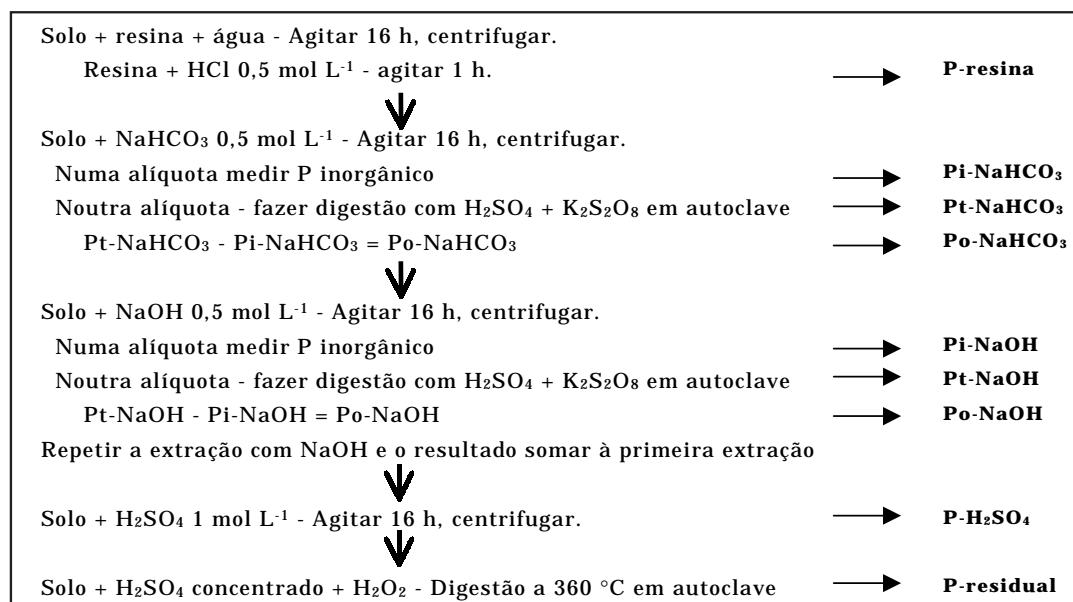 Solo + resina + água - Agitar 16 h, centrifugar.
Resina + HCl 0,5 mol L⁻¹ - agitar 1 h. P-resina
Solo + NaHCO₃ 0,5 mol L⁻¹ - Agitar 16 h, centrifugar.
Numa alíquota medir P inorgânico Pi-NaHCO₃
Noutra alíquota - fazer digestão com H₂SO₄ + K₂S₂O₈ em autoclave Pt-NaHCO₃
Pt-NaHCO₃ - Pi-NaHCO₃ = Po-NaHCO₃ Po-NaHCO₃
Solo + NaOH 0,5 mol L⁻¹ - Agitar 16 h, centrifugar.
Numa alíquota medir P inorgânico Pi-NaOH
Noutra alíquota - fazer digestão com H₂SO₄ + K₂S₂O₈ em autoclave Pt-NaOH
Pt-NaOH - Pi-NaOH = Po-NaOH Po-NaOH
Repetir a extração com NaOH e o resultado somar à primeira extração
Solo + H₂SO₄ 1 mol L⁻¹ - Agitar 16 h, centrifugar. P-H₂SO₄
Solo + H₂SO₄ concentrado + H₂O₂ - Digestão a 360 °C em autoclave P-residual